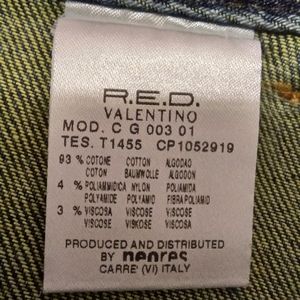 R.E.D.
VALENTINO
MOD. C G 003 01
TES. T1455 CP1052919
93 % COTONE COTTON ALGODAO
COTON BAUMWOLLE ALGODON
4 % POLIAMMIDICA NYLON POLIAMIDA
POLYAMIDE POLYAMID FIBRA POLIAMID
3 % VISCOSA VISCOSE VISCOSE
VISCOSE VISKOSE VISCOSA
PRODUCED AND DISTRIBUTED
BY
CARRE' (VI) ITALY